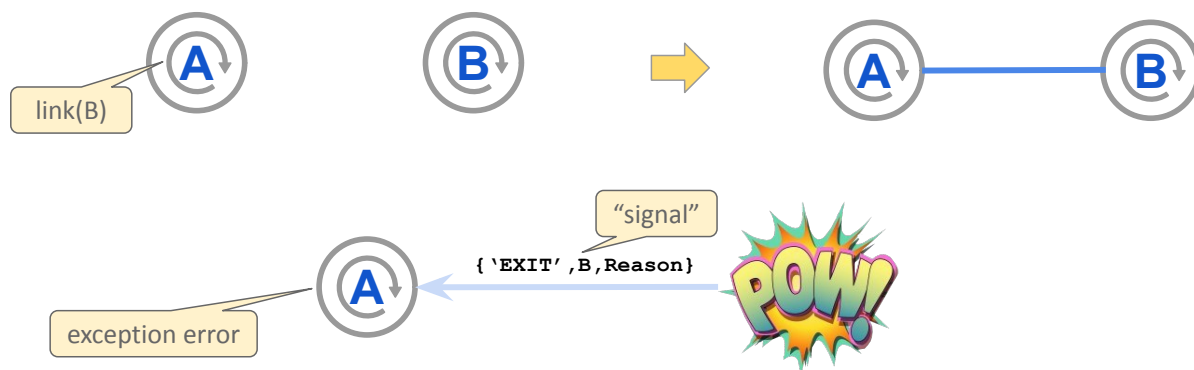 A
B
A
B
link(B)
“signal”
{‘EXIT’,B,Reason}
POW!
A
exception error